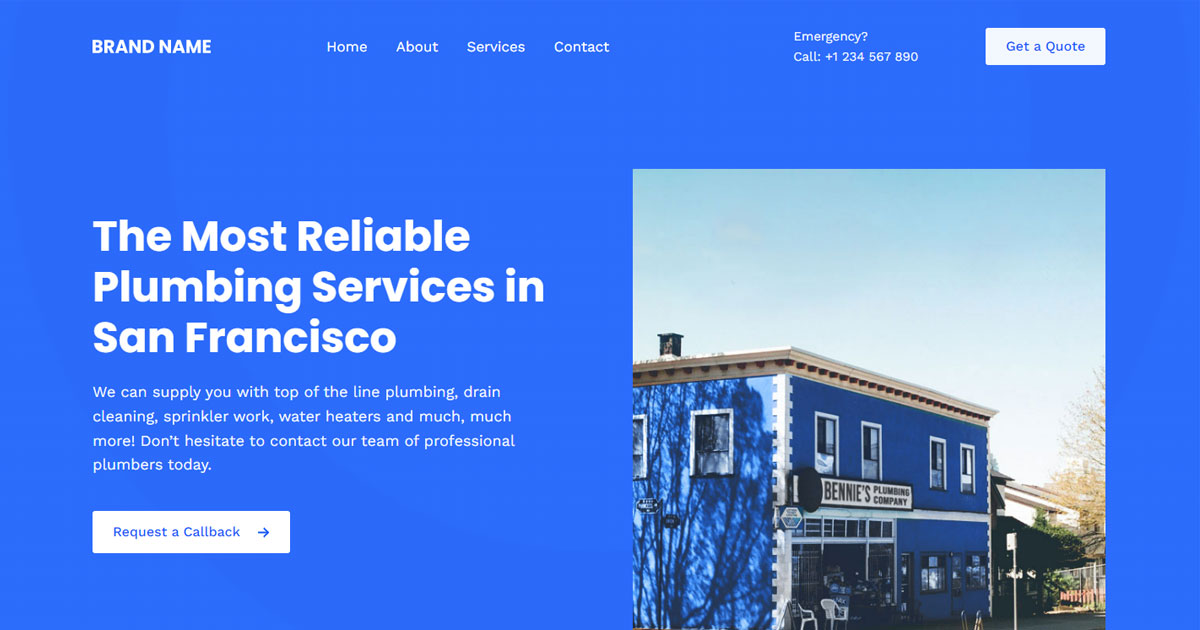 BRAND NAME
Home About Services Contact
Emergency?
Call: +1 234 567 890
Get a Quote
The Most Reliable
Plumbing Services in
San Francisco
We can supply you with top of the line plumbing, drain
cleaning, sprinkler work, water heaters and much, much
more! Don’t hesitate to contact our team of professional
plumbers today.
Request a Callback
BENNIE'S PLUMBING
COMPANY